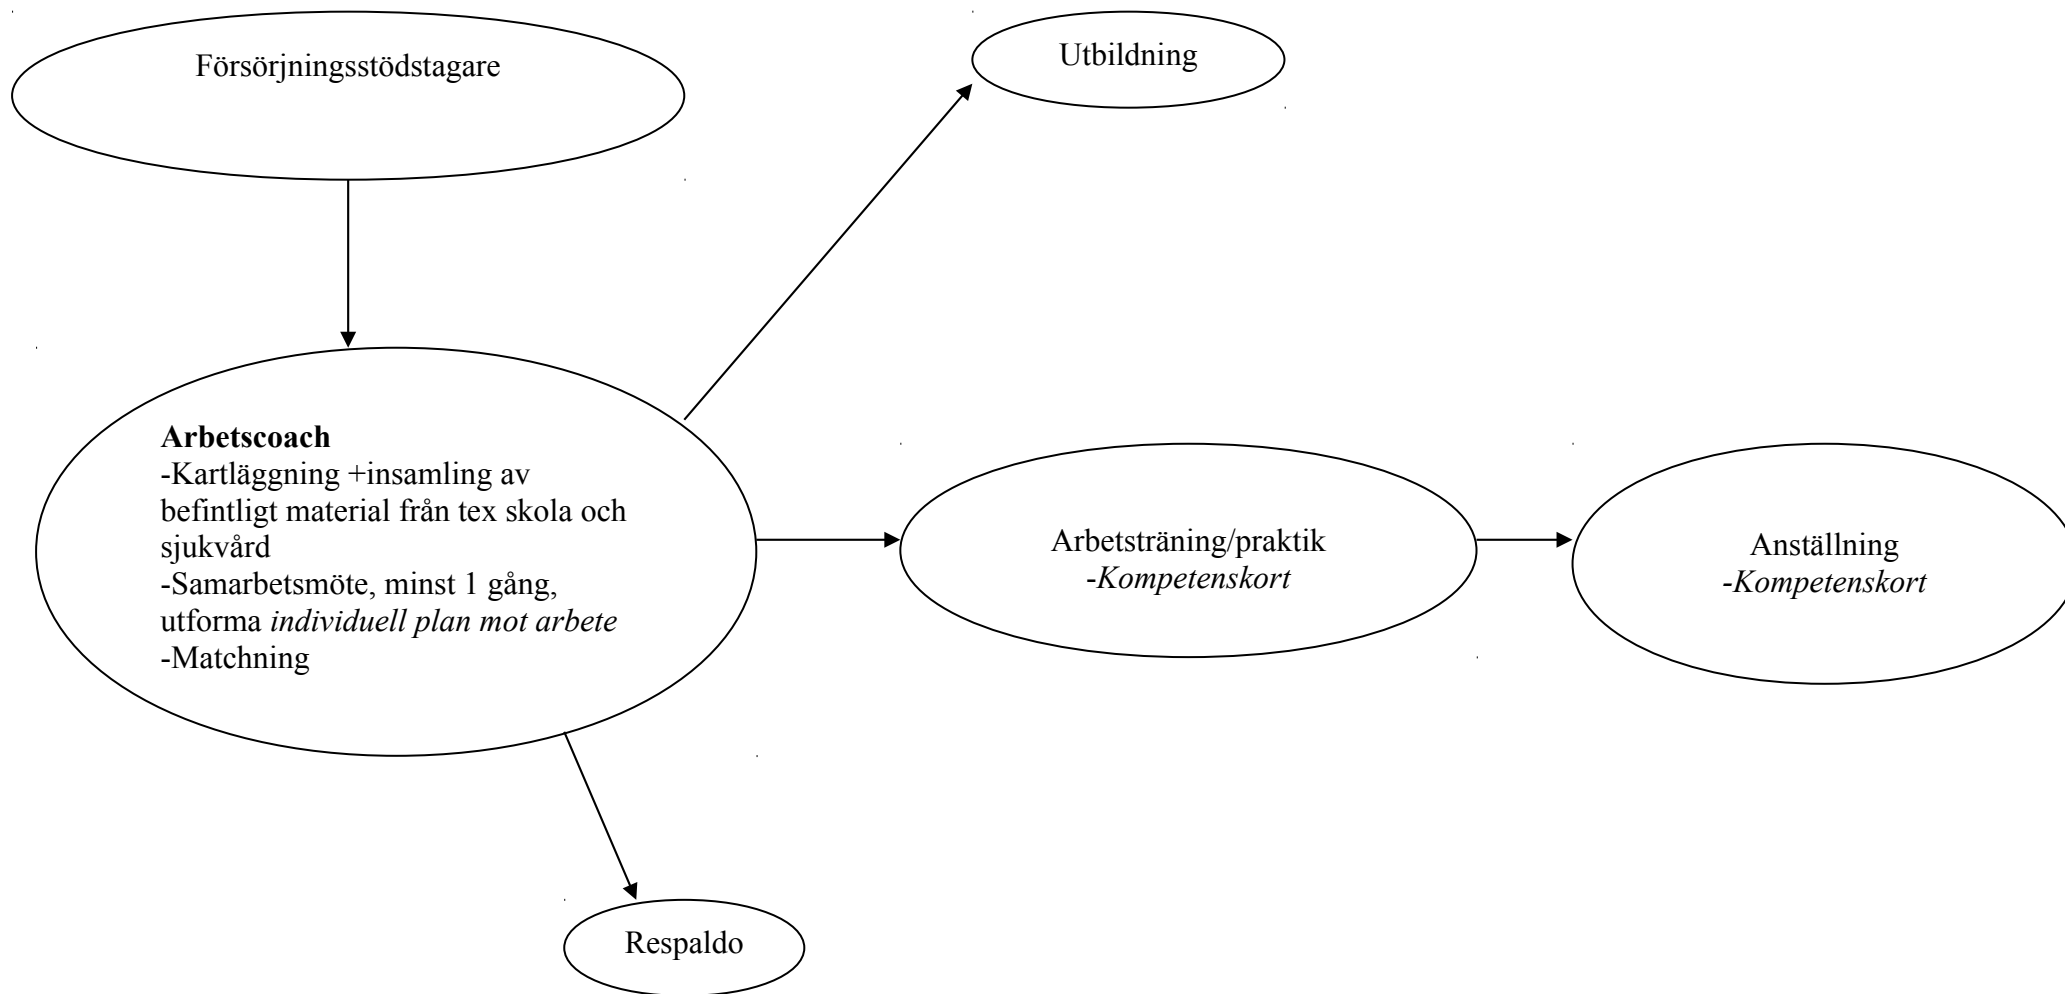 Försörjningsstödstagare
Utbildning
Arbetscoach
-Kartläggning +insamling av
befintligt material från tex skola och
sjukvård
-Samarbetsmöte, minst 1 gång,
utforma individuell plan mot arbete
-Matchning
Arbetsträning/praktik
-Kompetenskort
Anställning
-Kompetenskort
Respaldo